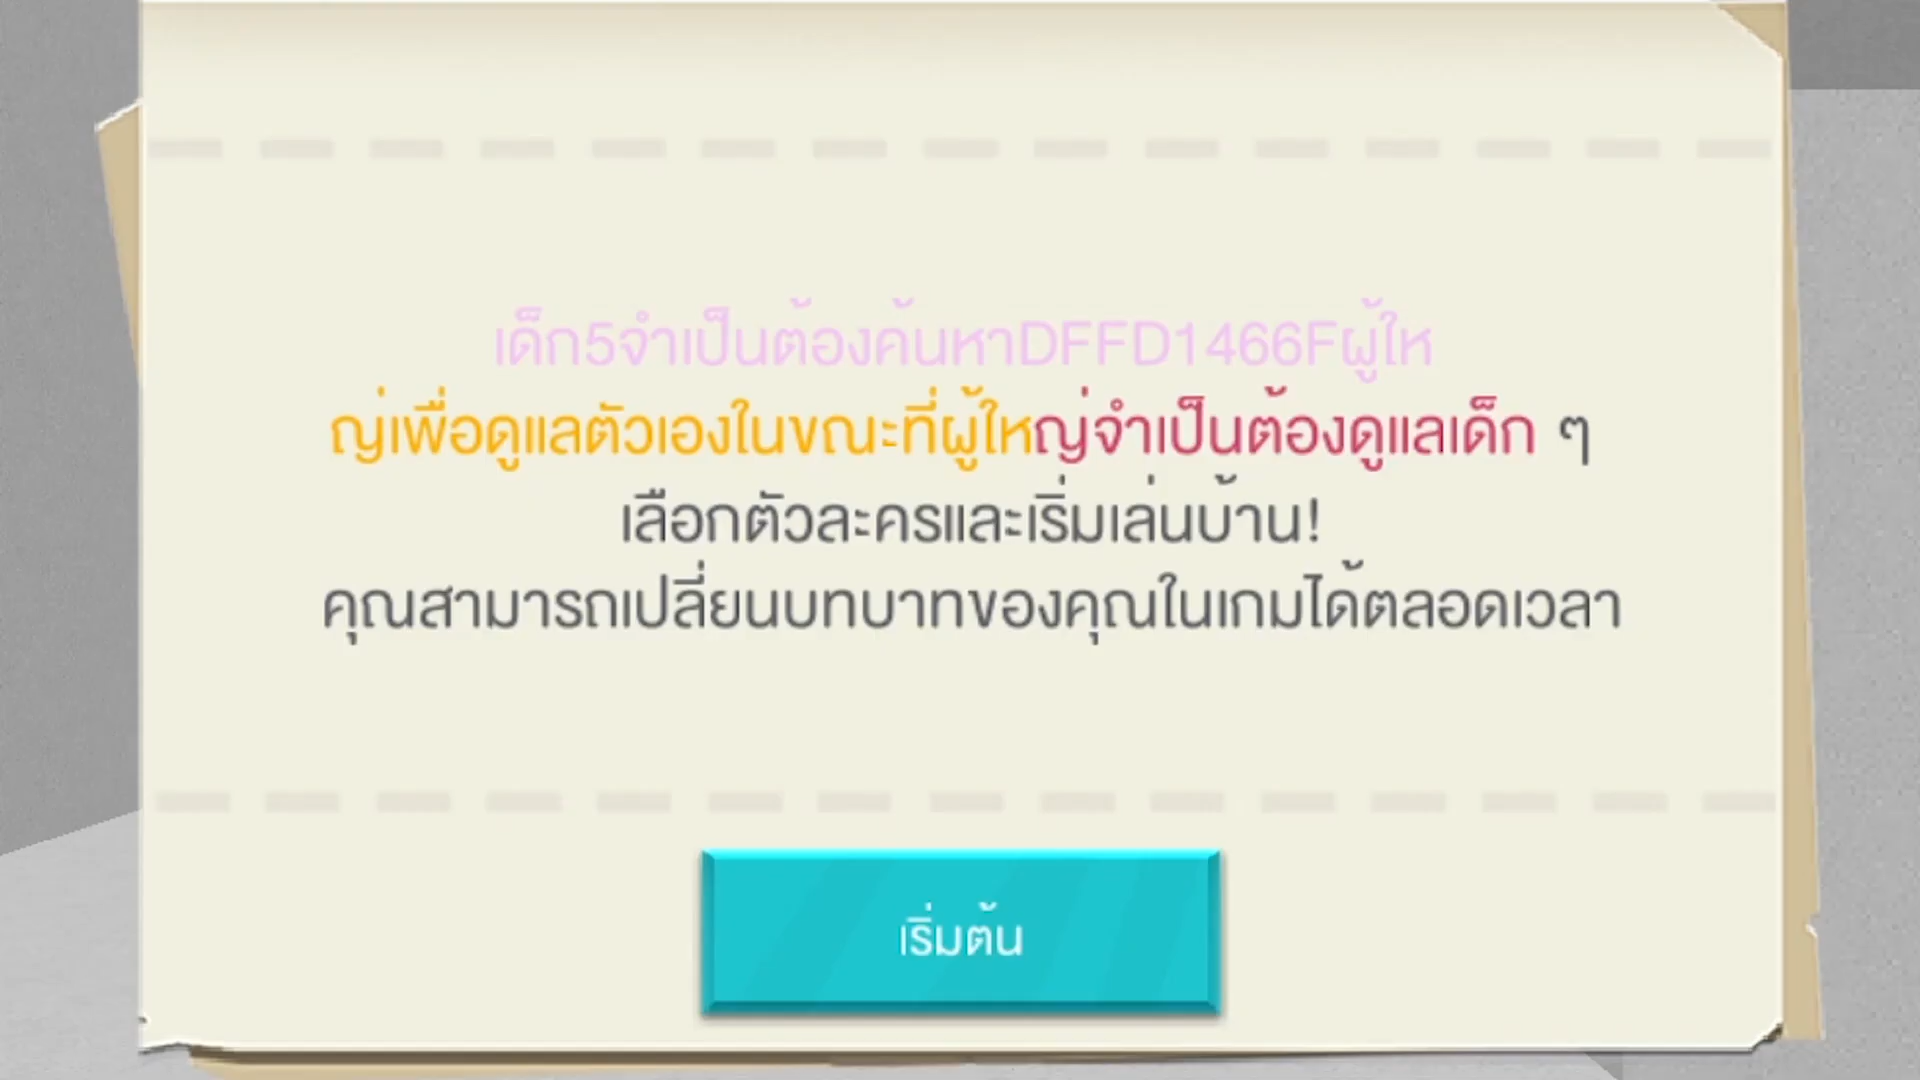 เด็ก5จำเป็นต้องค้นหาDFFD1466Fผู้ให
ญ่เพื่อดูแลตัวเองในขณะที่ผู้ใหญ่จำเป็นต้องดูแลเด็ก ๆ
เลือกตัวละครและเริ่มเล่นบ้าน!
คุณสามารถเปลี่ยนบทบาทของคุณในเกมได้ตลอดเวลา
เริ่มต้น